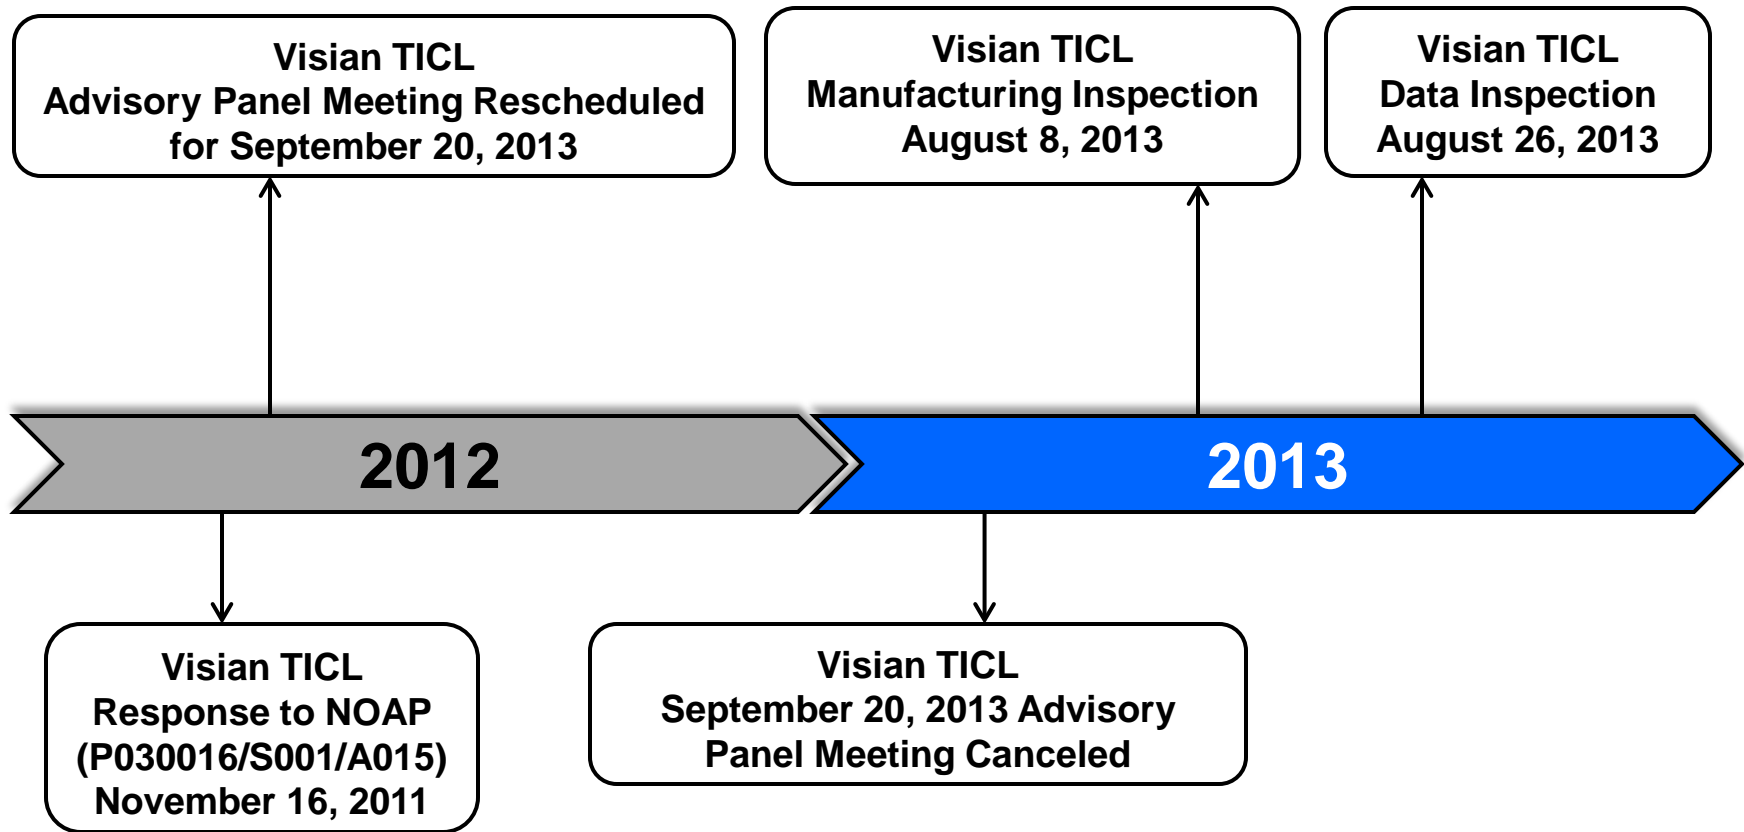 Visian TICL
Advisory Panel Meeting Rescheduled
for September 20, 2013
Visian TICL
Manufacturing Inspection
August 8, 2013
Visian TICL
Data Inspection
August 26, 2013
2012
2013
Visian TICL
Response to NOAP
(P030016/S001/A015)
November 16, 2011
Visian TICL
September 20, 2013 Advisory
Panel Meeting Canceled